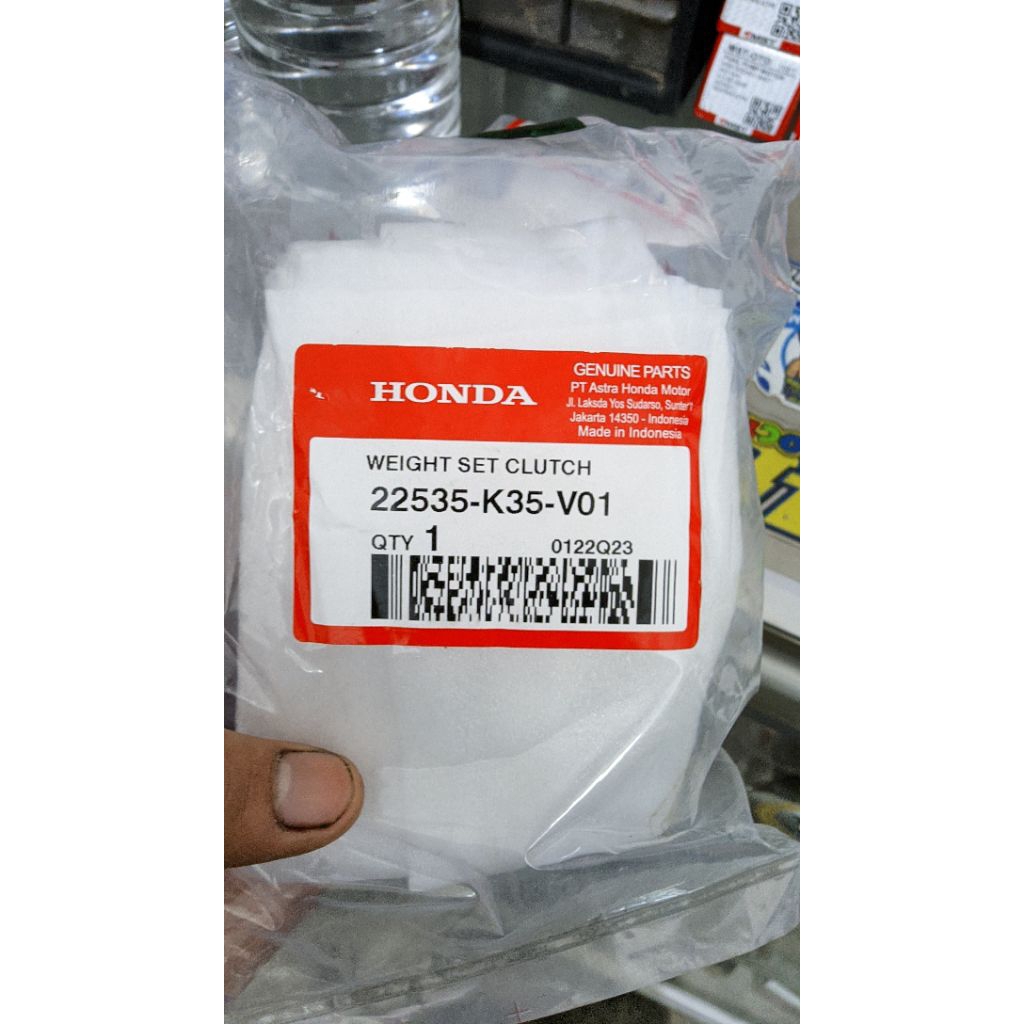 HONDA
GENUINE PARTS
PT Astra Honda Motor
Jl. Laksda Yos Sudarso, Sunter 1
Jakarta 14350 - Indonesia
Made in Indonesia
WEIGHT SET CLUTCH
22535-K35-V01
QTY 1
0122Q23